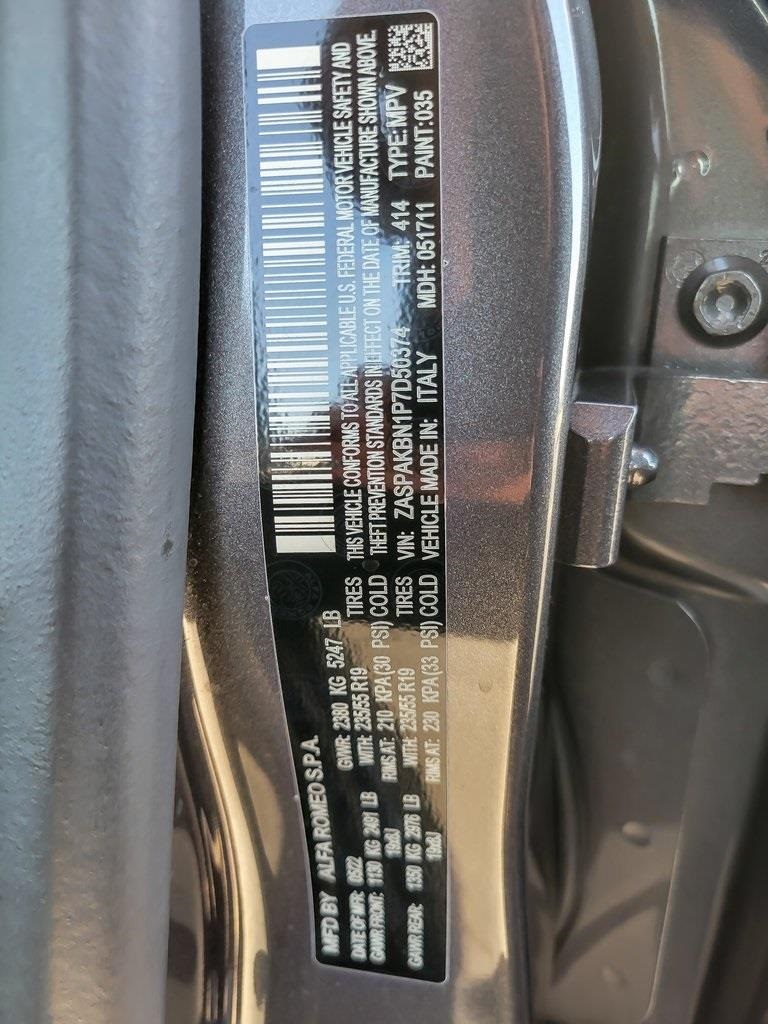 MFD BY ALFA ROMEO S.P.A.
DATE OF MFR: 05/22 GVWR: 2380 KG 5247 LB
GAWR FRONT: 1130 KG 2491 LB WITH: 235/55 R19 TIRES
19x8J RIMS AT: 210 KPA(30 PSI) COLD
GAWR REAR: 1350 KG 2976 LB WITH: 235/55 R19 TIRES
19x8J RIMS AT: 230 KPA(33 PSI) COLD
THIS VEHICLE CONFORMS TO ALL APPLICABLE U.S. FEDERAL MOTOR VEHICLE SAFETY AND
THEFT PREVENTION STANDARDS IN EFFECT ON THE DATE OF MANUFACTURE SHOWN ABOVE.
VIN: ZASPAKBN1P7D50374 TRIM: 414 TYPE: MPV
VEHICLE MADE IN: ITALY MDH: 051711 PAINT: 035